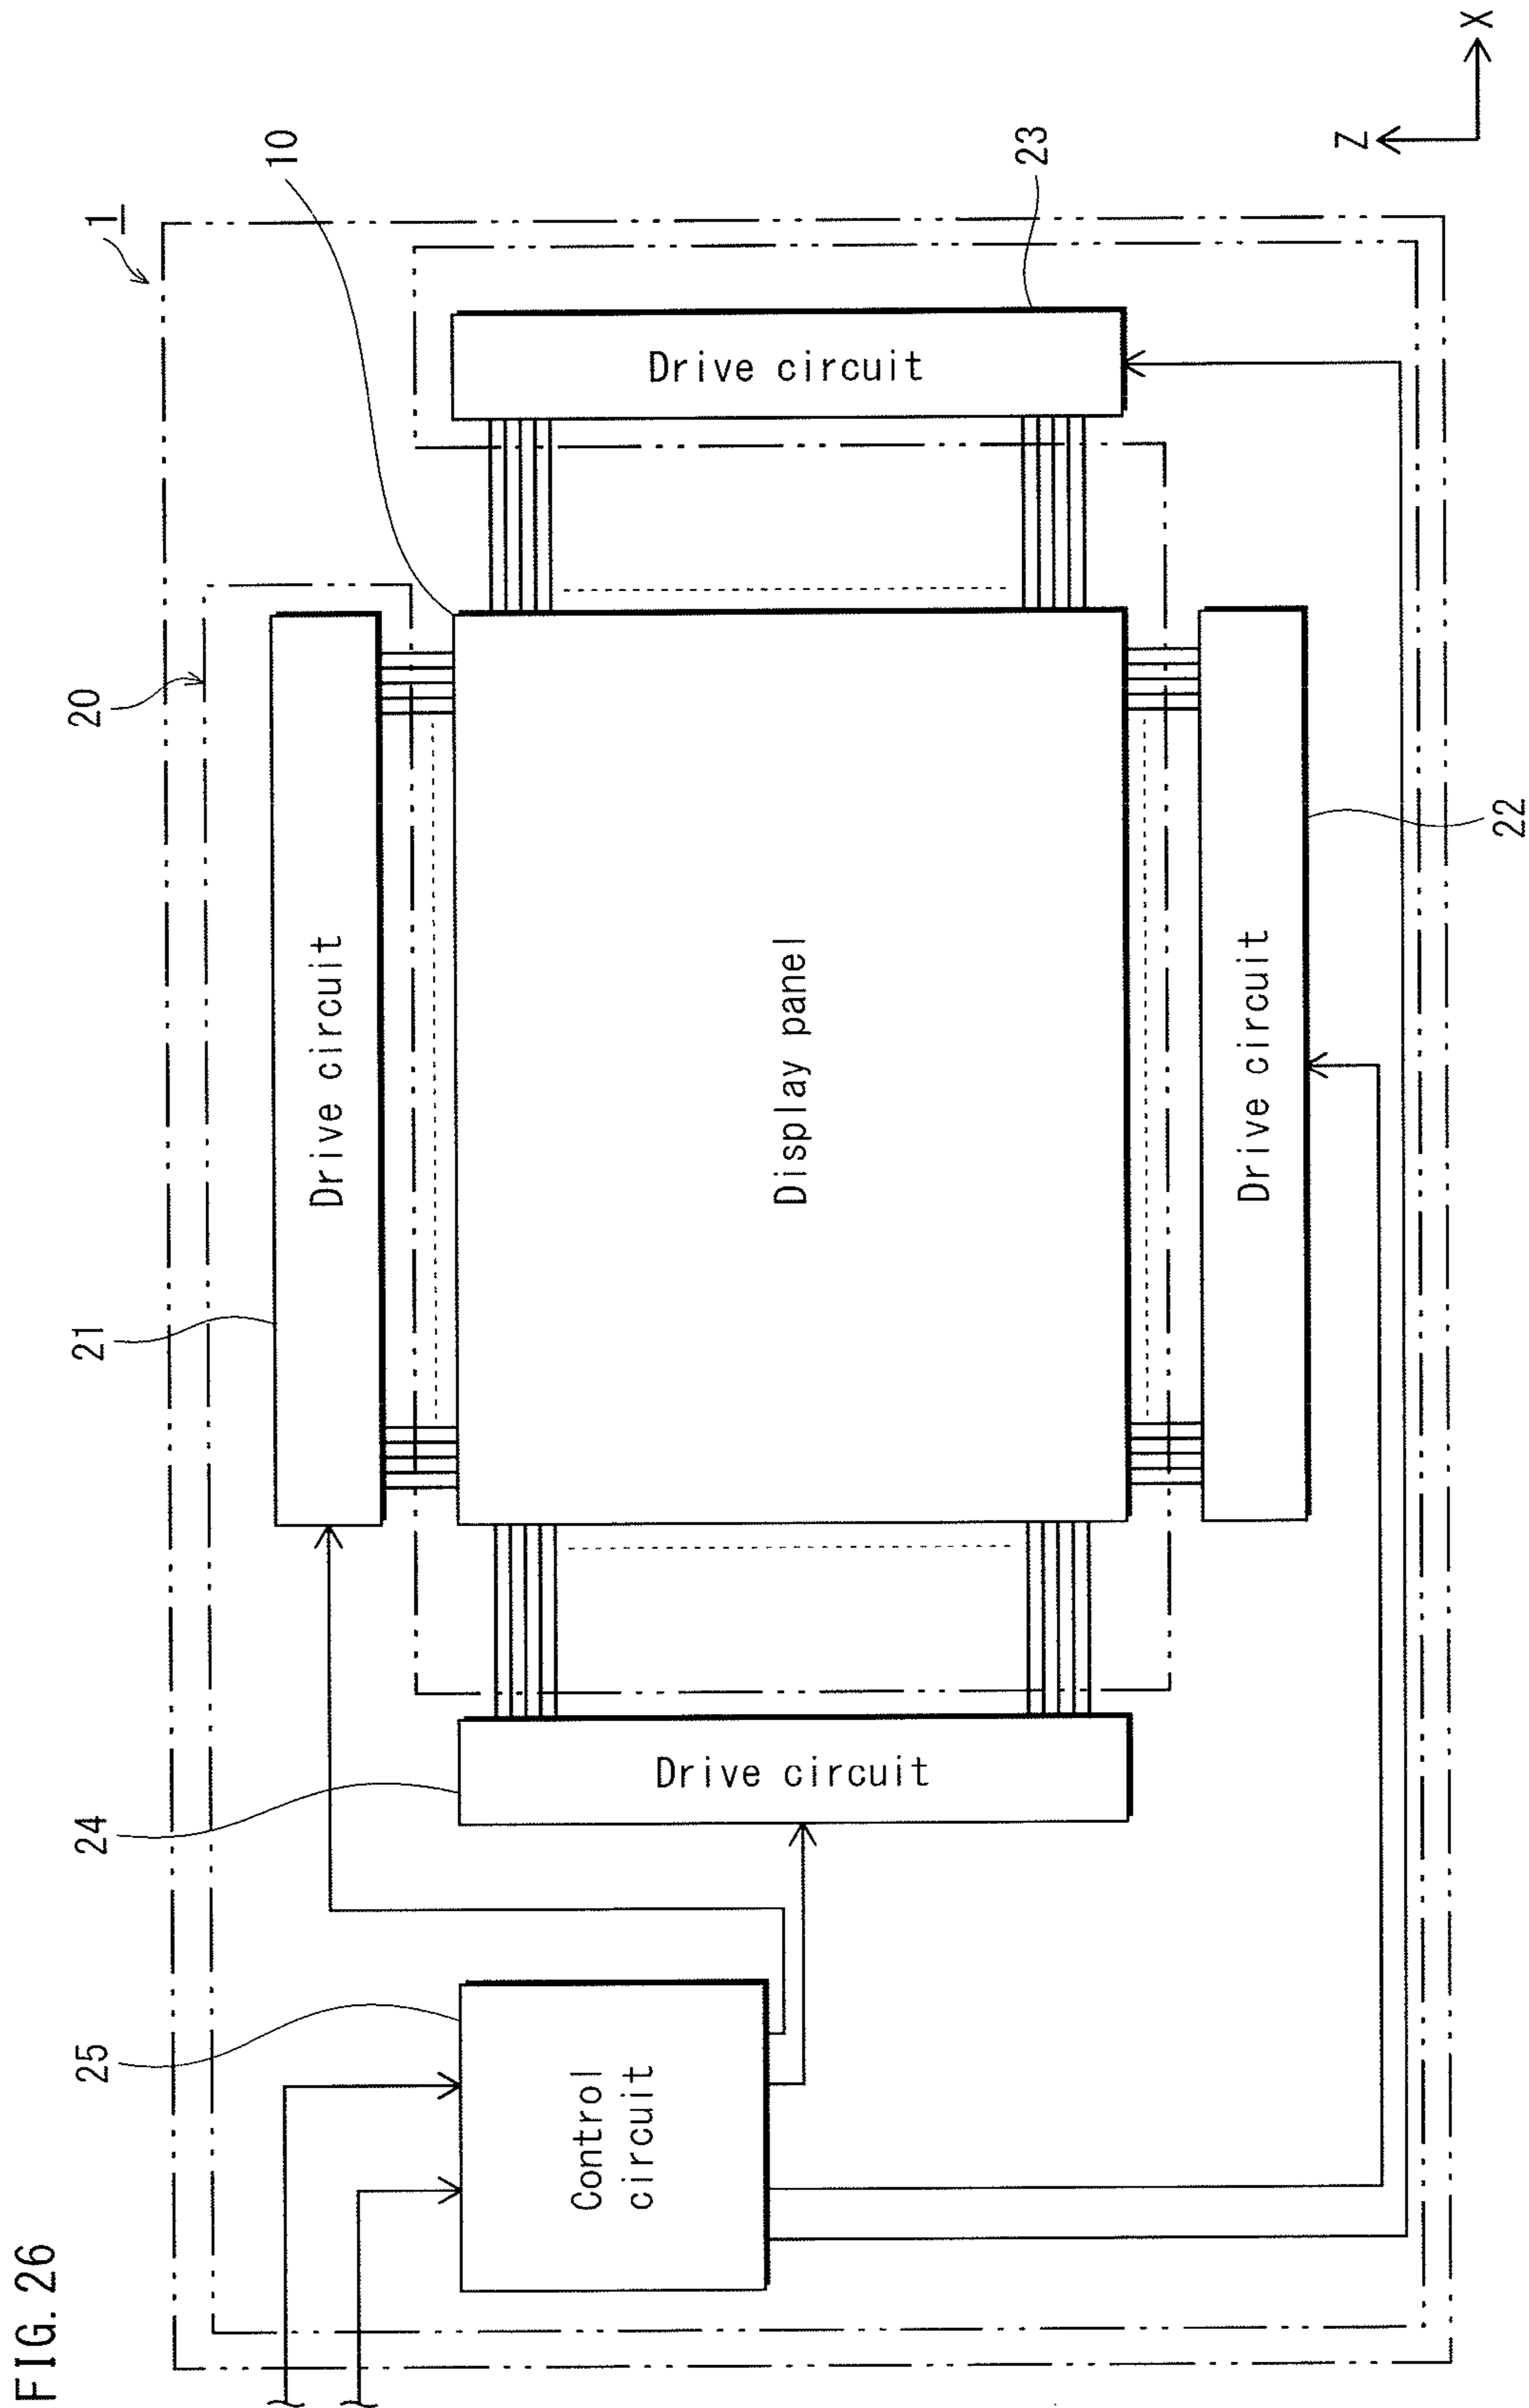 FIG. 26
1
20
21
24
25
10
Drive circuit
Drive circuit
Display panel
Drive circuit
Control
circuit
Drive circuit
23
22
Z
X